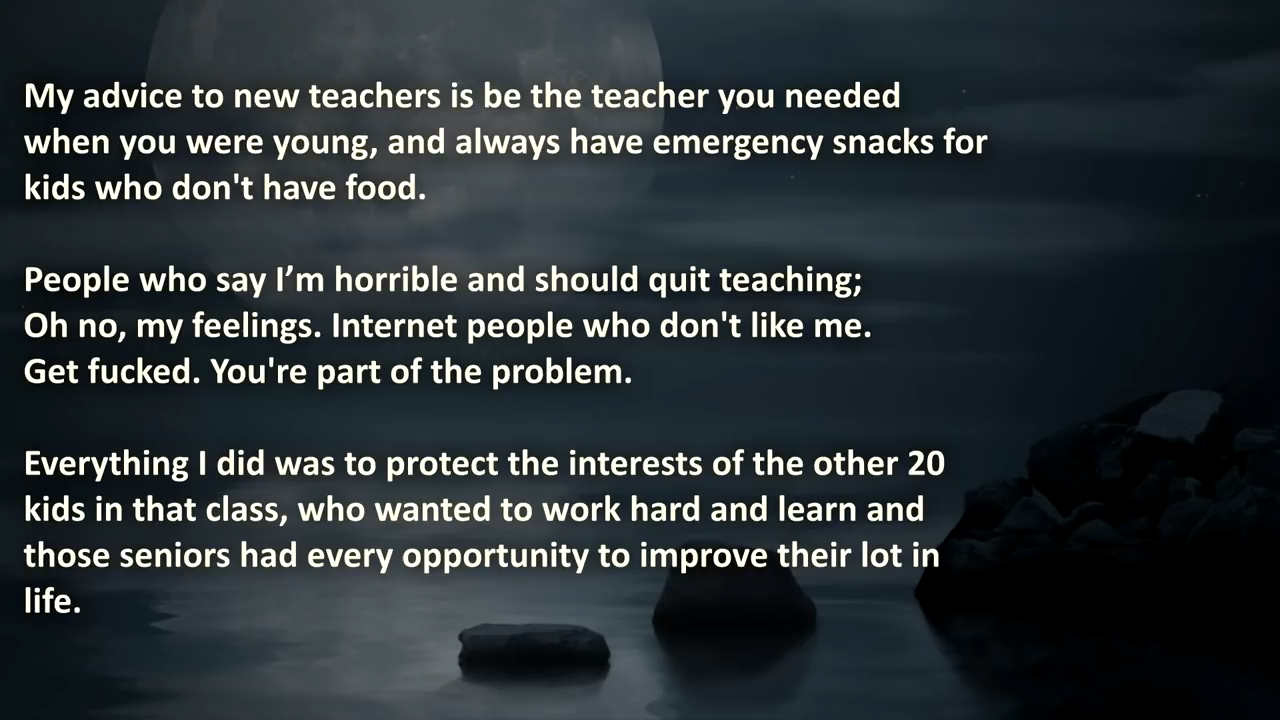 My advice to new teachers is be the teacher you needed
when you were young, and always have emergency snacks for
kids who don't have food.
People who say I’m horrible and should quit teaching;
Oh no, my feelings. Internet people who don't like me.
Get fucked. You're part of the problem.
Everything I did was to protect the interests of the other 20
kids in that class, who wanted to work hard and learn and
those seniors had every opportunity to improve their lot in
life.